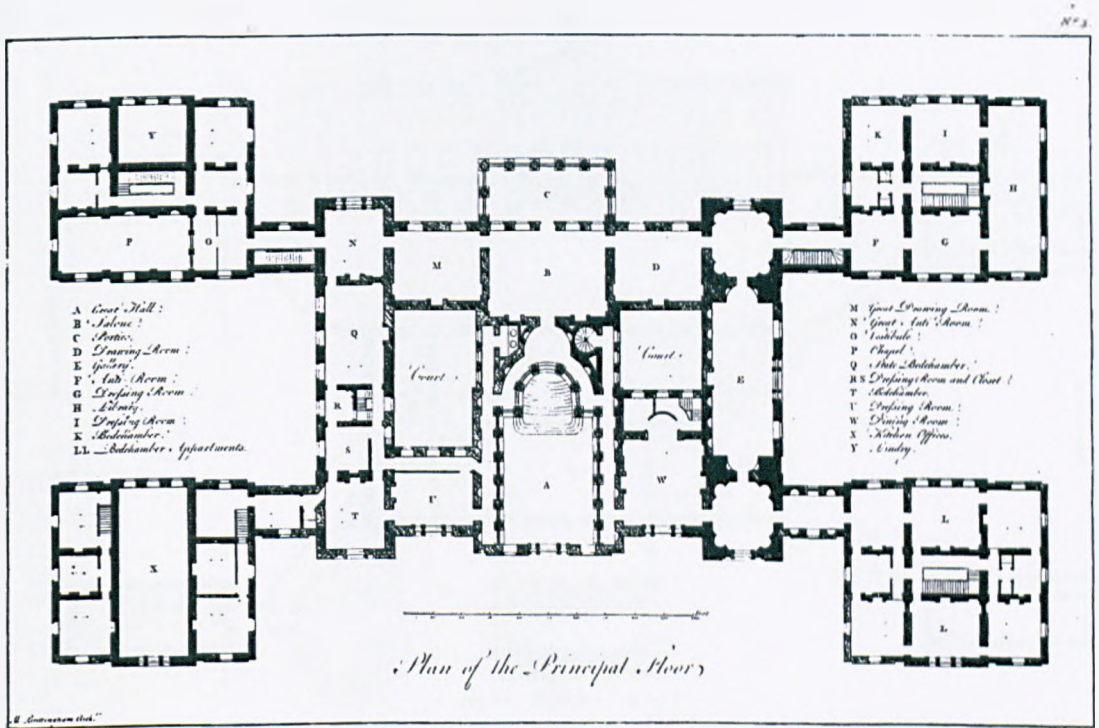 N.º 5
Y
P
O
K
I
H
F
G
N
M
B
D
Q
Court
Court
E
R
S
A
W
T
U
X
L
L
A Great Hall
B Salone
C Portico
D Drawing Room
E Gallery
F Anti Room
G Dressing Room
H Library
I Dressing Room
K Bedchamber
LL Bedchamber Appartments.
M Great Drawing Room
N Great Anti Room
O Vestibule
P Chapel
Q State Bedchamber
RS Dressing Room and Closet
T Bedchamber
U Dressing Room
W Dining Room
X Kitchen Offices
Y Laundry
Plan of the Principal Floor